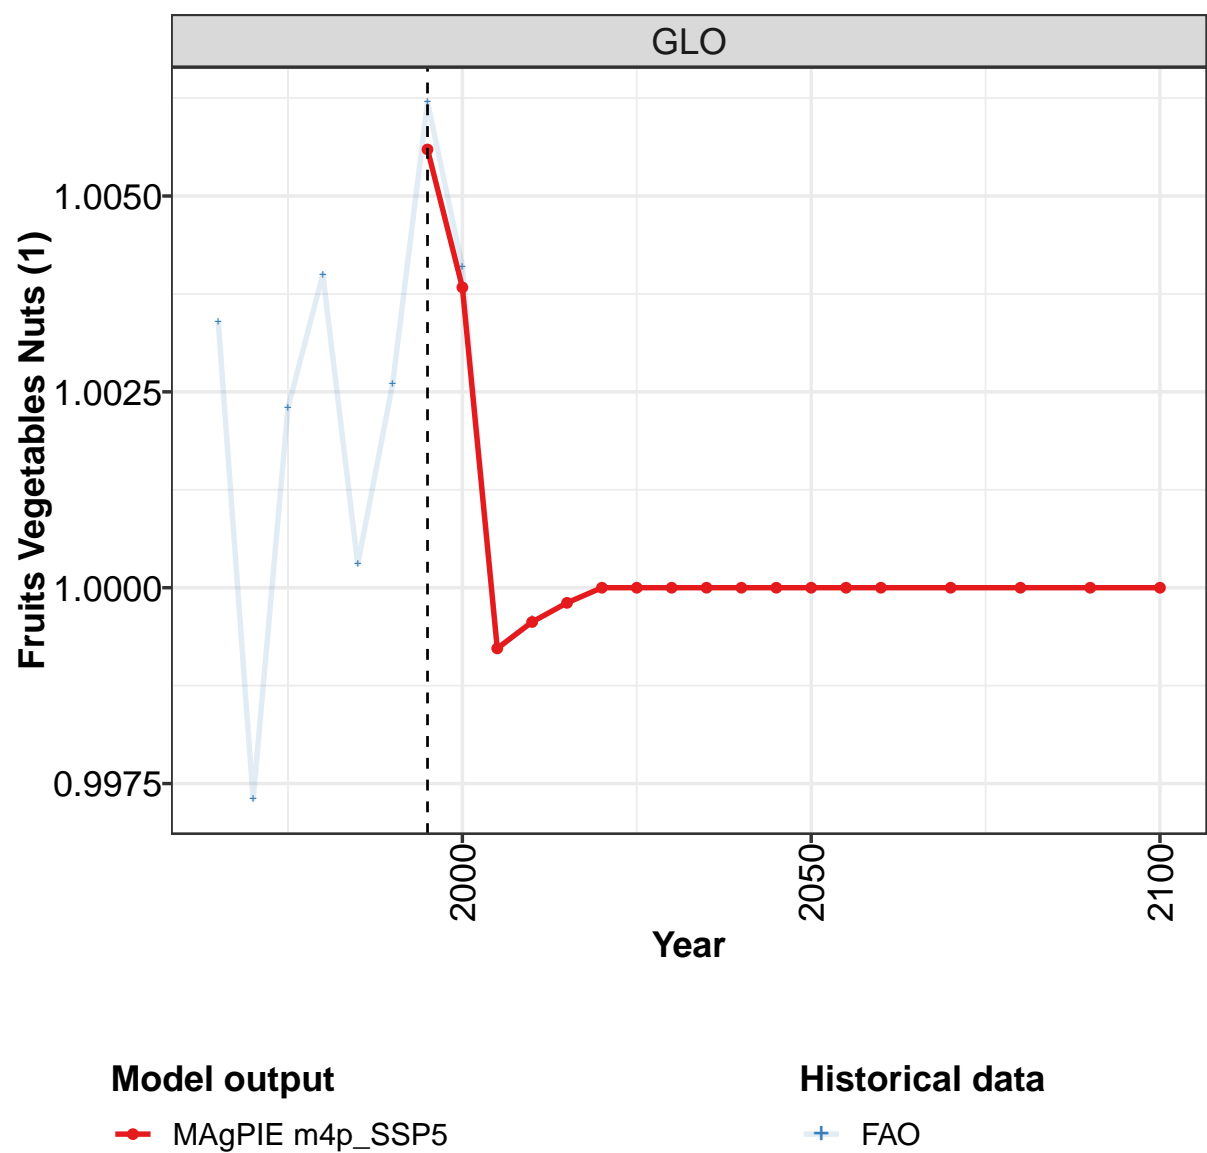 GLO
Fruits Vegetables Nuts (1)
1.0050
1.0025
1.0000
0.9975
2000
2050
2100
Year
Model output
MAgPIE m4p_SSP5
Historical data
FAO